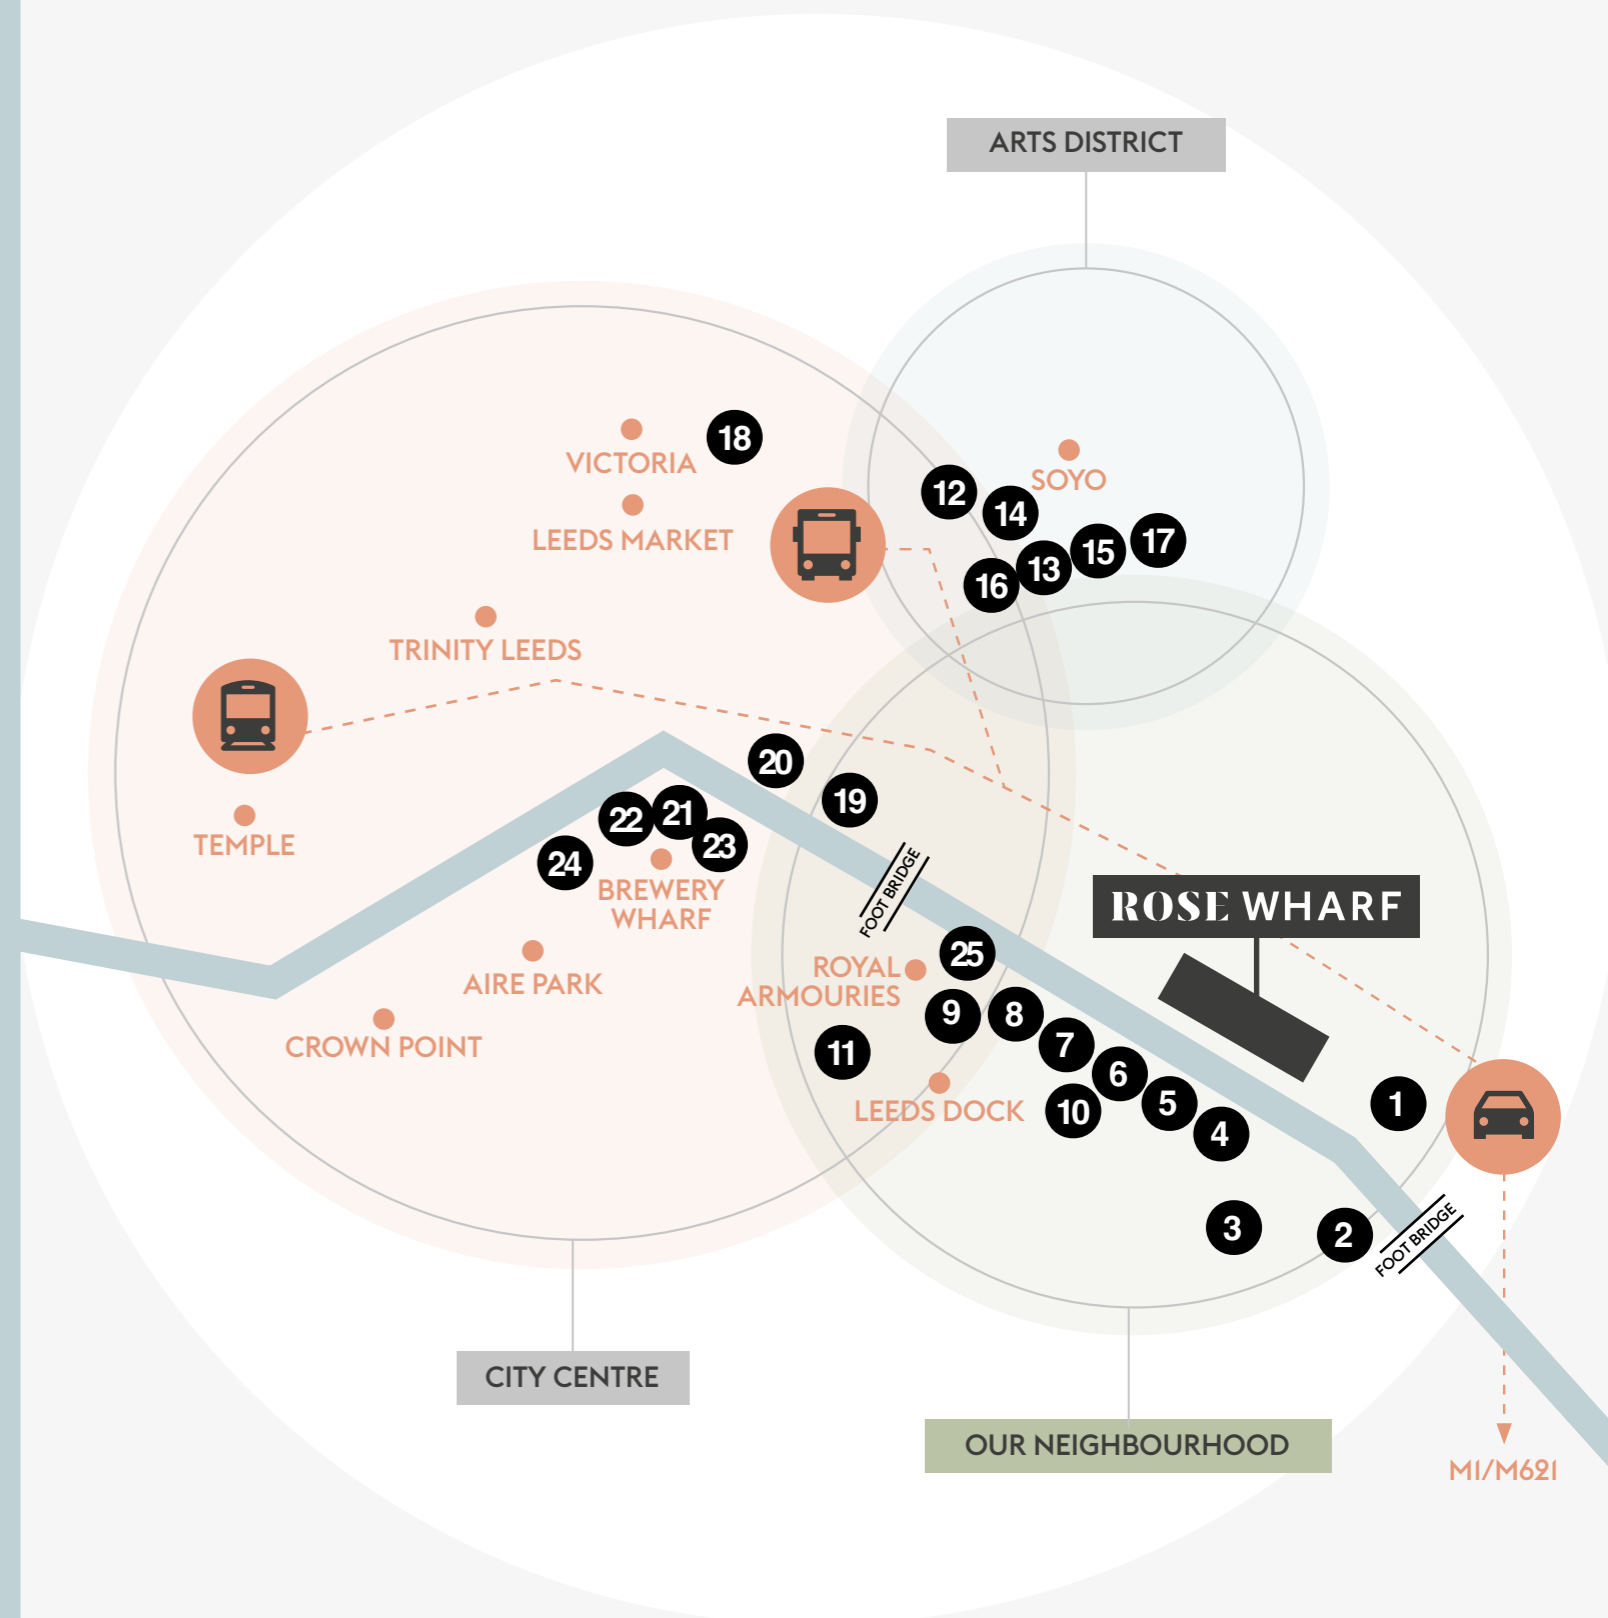 ARTS DISTRICT
VICTORIA
18
LEEDS MARKET
SOYO
12
14
17
15
13
16
TRINITY LEEDS
TEMPLE
20
19
22
21
23
24
BREWERY
WHARF
FOOT BRIDGE
ROSE WHARF
AIRE PARK
ROYAL
ARMOURIES
25
CROWN POINT
9
8
7
11
6
LEEDS DOCK
10
5
4
1
3
2
FOOT BRIDGE
CITY CENTRE
OUR NEIGHBOURHOOD
M1/M621